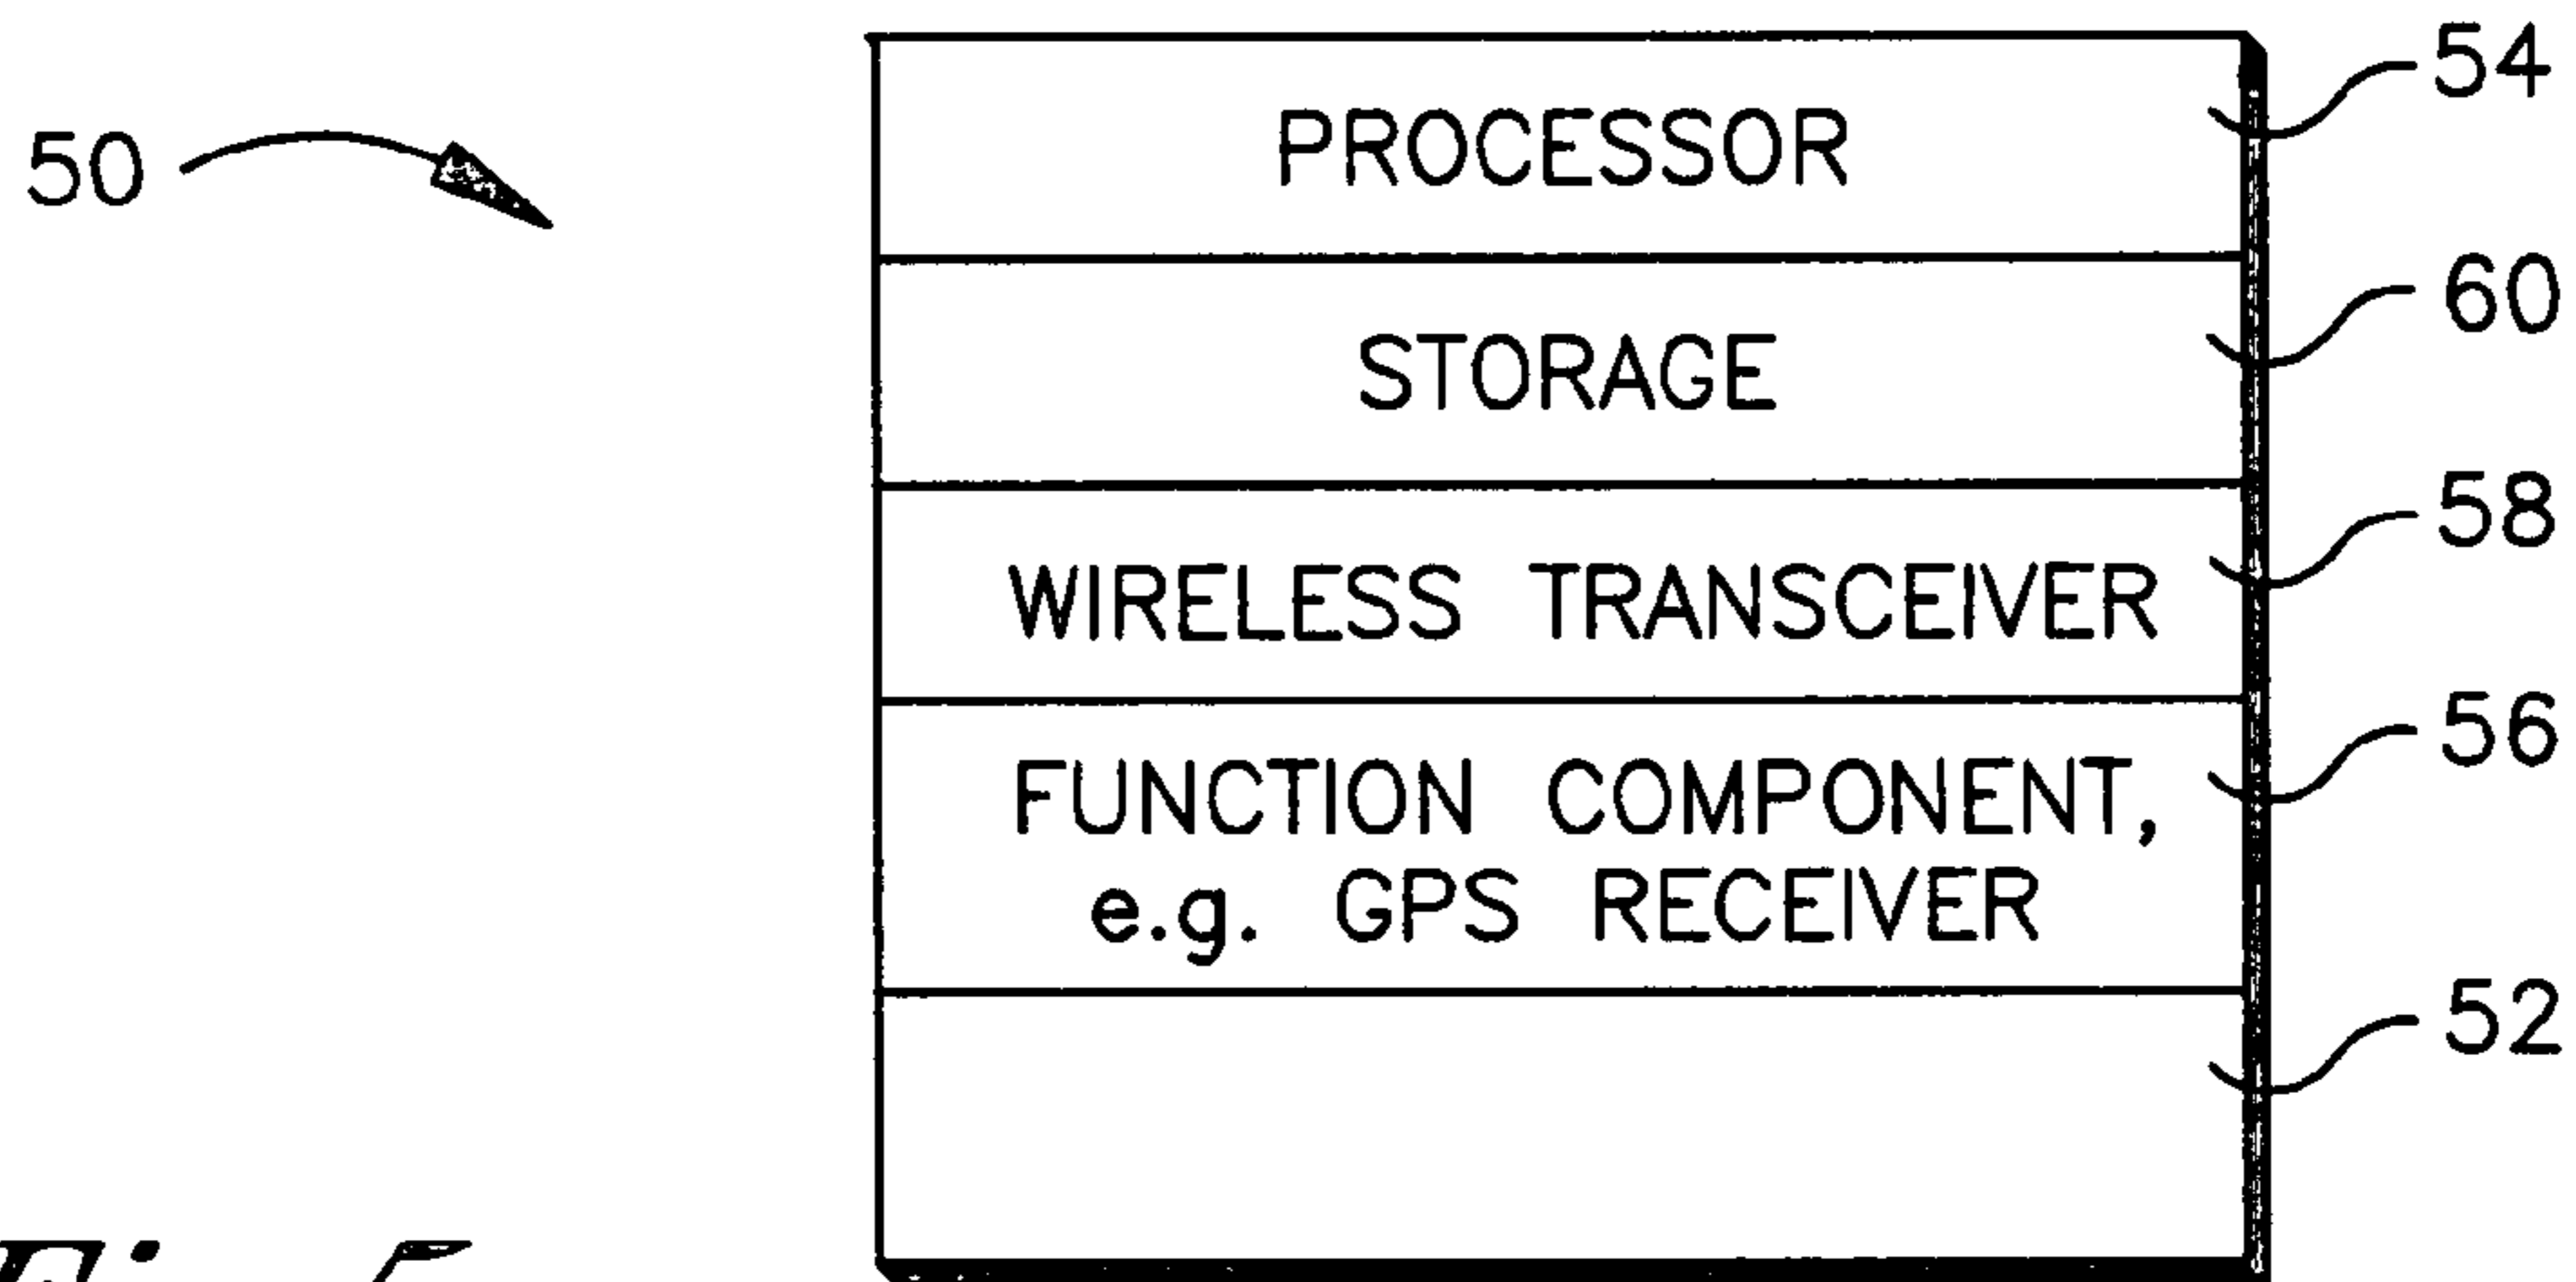 50
PROCESSOR 54
STORAGE 60
WIRELESS TRANSCEIVER 58
FUNCTION COMPONENT, 56
e.g. GPS RECEIVER
52